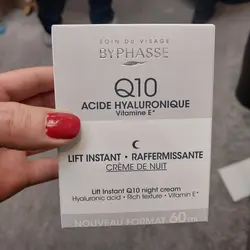 SOIN DU VISAGE
BYPHASSE
Q10
ACIDE HYALURONIQUE
Vitamine E*
LIFT INSTANT • RAFFERMISSANTE
CRÈME DE NUIT
Lift Instant Q10 night cream
Hyaluronic acid • Rich texture • Vitamin E*
NOUVEAU FORMAT 60 mL